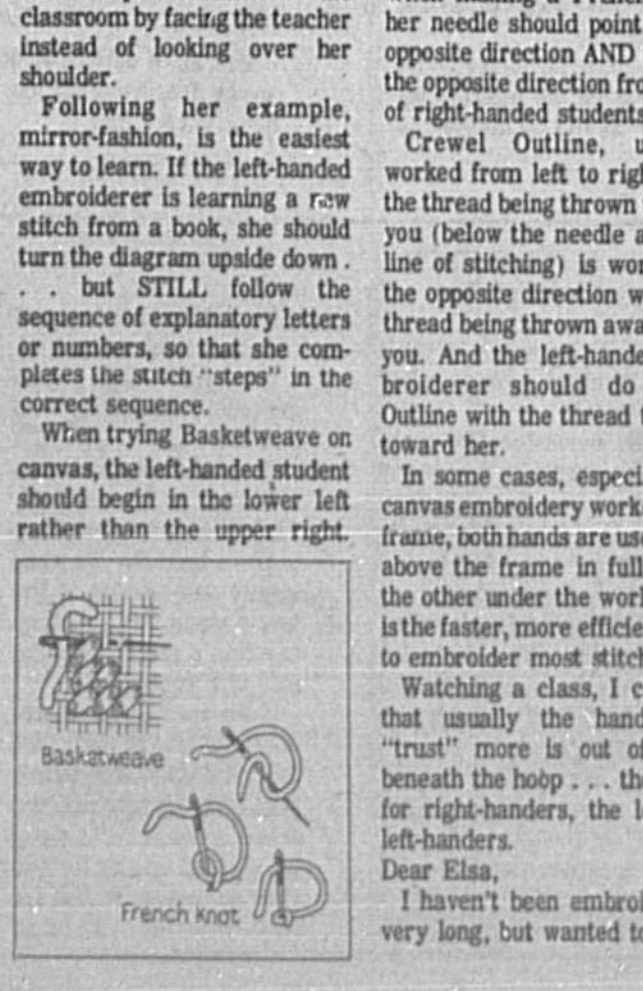 classroom by facing the teacher
instead of looking over her
shoulder.
Following her example,
mirror-fashion, is the easiest
way to learn. If the left-handed
embroiderer is learning a new
stitch from a book, she should
turn the diagram upside down .
. . but STILL follow the
sequence of explanatory letters
or numbers, so that she com-
pletes the stitch "steps" in the
correct sequence.
When trying Basketweave on
canvas, the left-handed student
should begin in the lower left
rather than the upper right.
Basketweave
French knot
her needle should point
opposite direction AND
the opposite direction fro
of right-handed students
Crewel Outline, u
worked from left to righ
the thread being thrown
you (below the needle a
line of stitching) is wor
the opposite direction w
thread being thrown awa
you. And the left-hande
broiderer should do
Outline with the thread t
toward her.
In some cases, especi
canvas embroidery work
frame, both hands are use
above the frame in full
the other under the wor
is the faster, more efficie
to embroider most stitch
Watching a class, I c
that usually the hand
"trust" more is out of
beneath the hoop . . . the
for right-handers, the l
left-handers.
Dear Elsa,
I haven't been embroi
very long, but wanted to